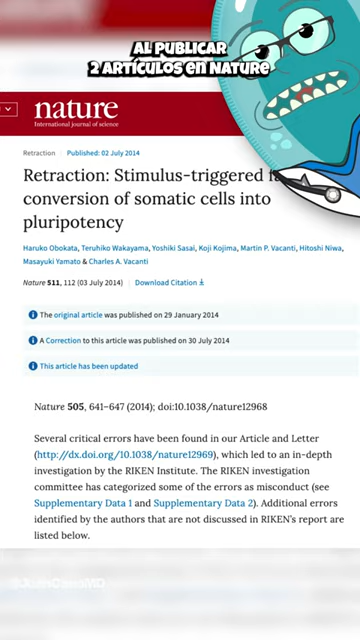 AL PUBLICAR
2 ARTÍCULOS en NATURE
nature
International journal of science
Retraction Published: 02 July 2014
Retraction: Stimulus-triggered
conversion of somatic cells into
pluripotency
Haruko Obokata, Teruhiko Wakayama, Yoshiki Sasai, Koji Kojima, Martin P. Vacanti, Hitoshi Niwa,
Masayuki Yamato & Charles A. Vacanti
Nature 511, 112 (03 July 2014) Download Citation
The original article was published on 29 January 2014
A Correction to this article was published on 30 July 2014
This article has been updated
Nature 505, 641–647 (2014); doi:10.1038/nature12968
Several critical errors have been found in our Article and Letter
(http://dx.doi.org/10.1038/nature12969), which led to an in-depth
investigation by the RIKEN Institute. The RIKEN investigation
committee has categorized some of the errors as misconduct (see
Supplementary Data 1 and Supplementary Data 2). Additional errors
identified by the authors that are not discussed in RIKEN's report are
listed below.